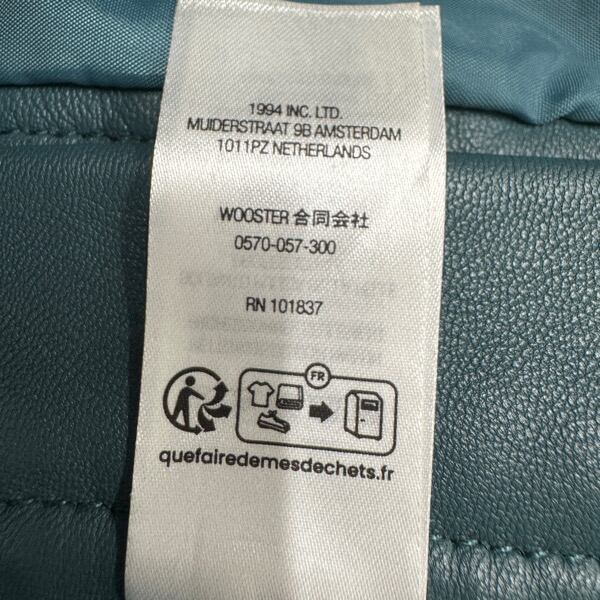 1994 INC. LTD.
MUIDERSTRAAT 9B AMSTERDAM
1011PZ NETHERLANDS
WOOSTER 合同会社
0570-057-300
RN 101837
FR
quefairedemesdechets.fr